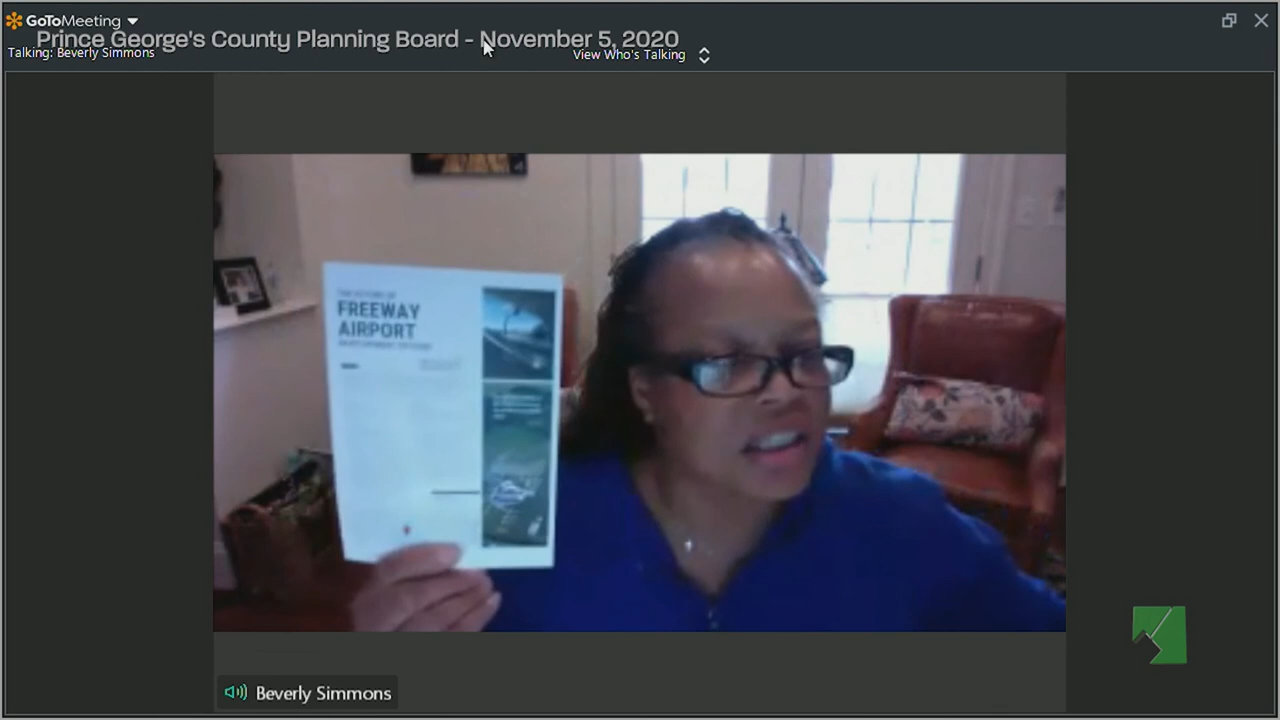 GoToMeeting
Prince George's County Planning Board - November 5, 2020
Talking: Beverly Simmons
View Who's Talking
FREEWAY
AIRPORT
Beverly Simmons